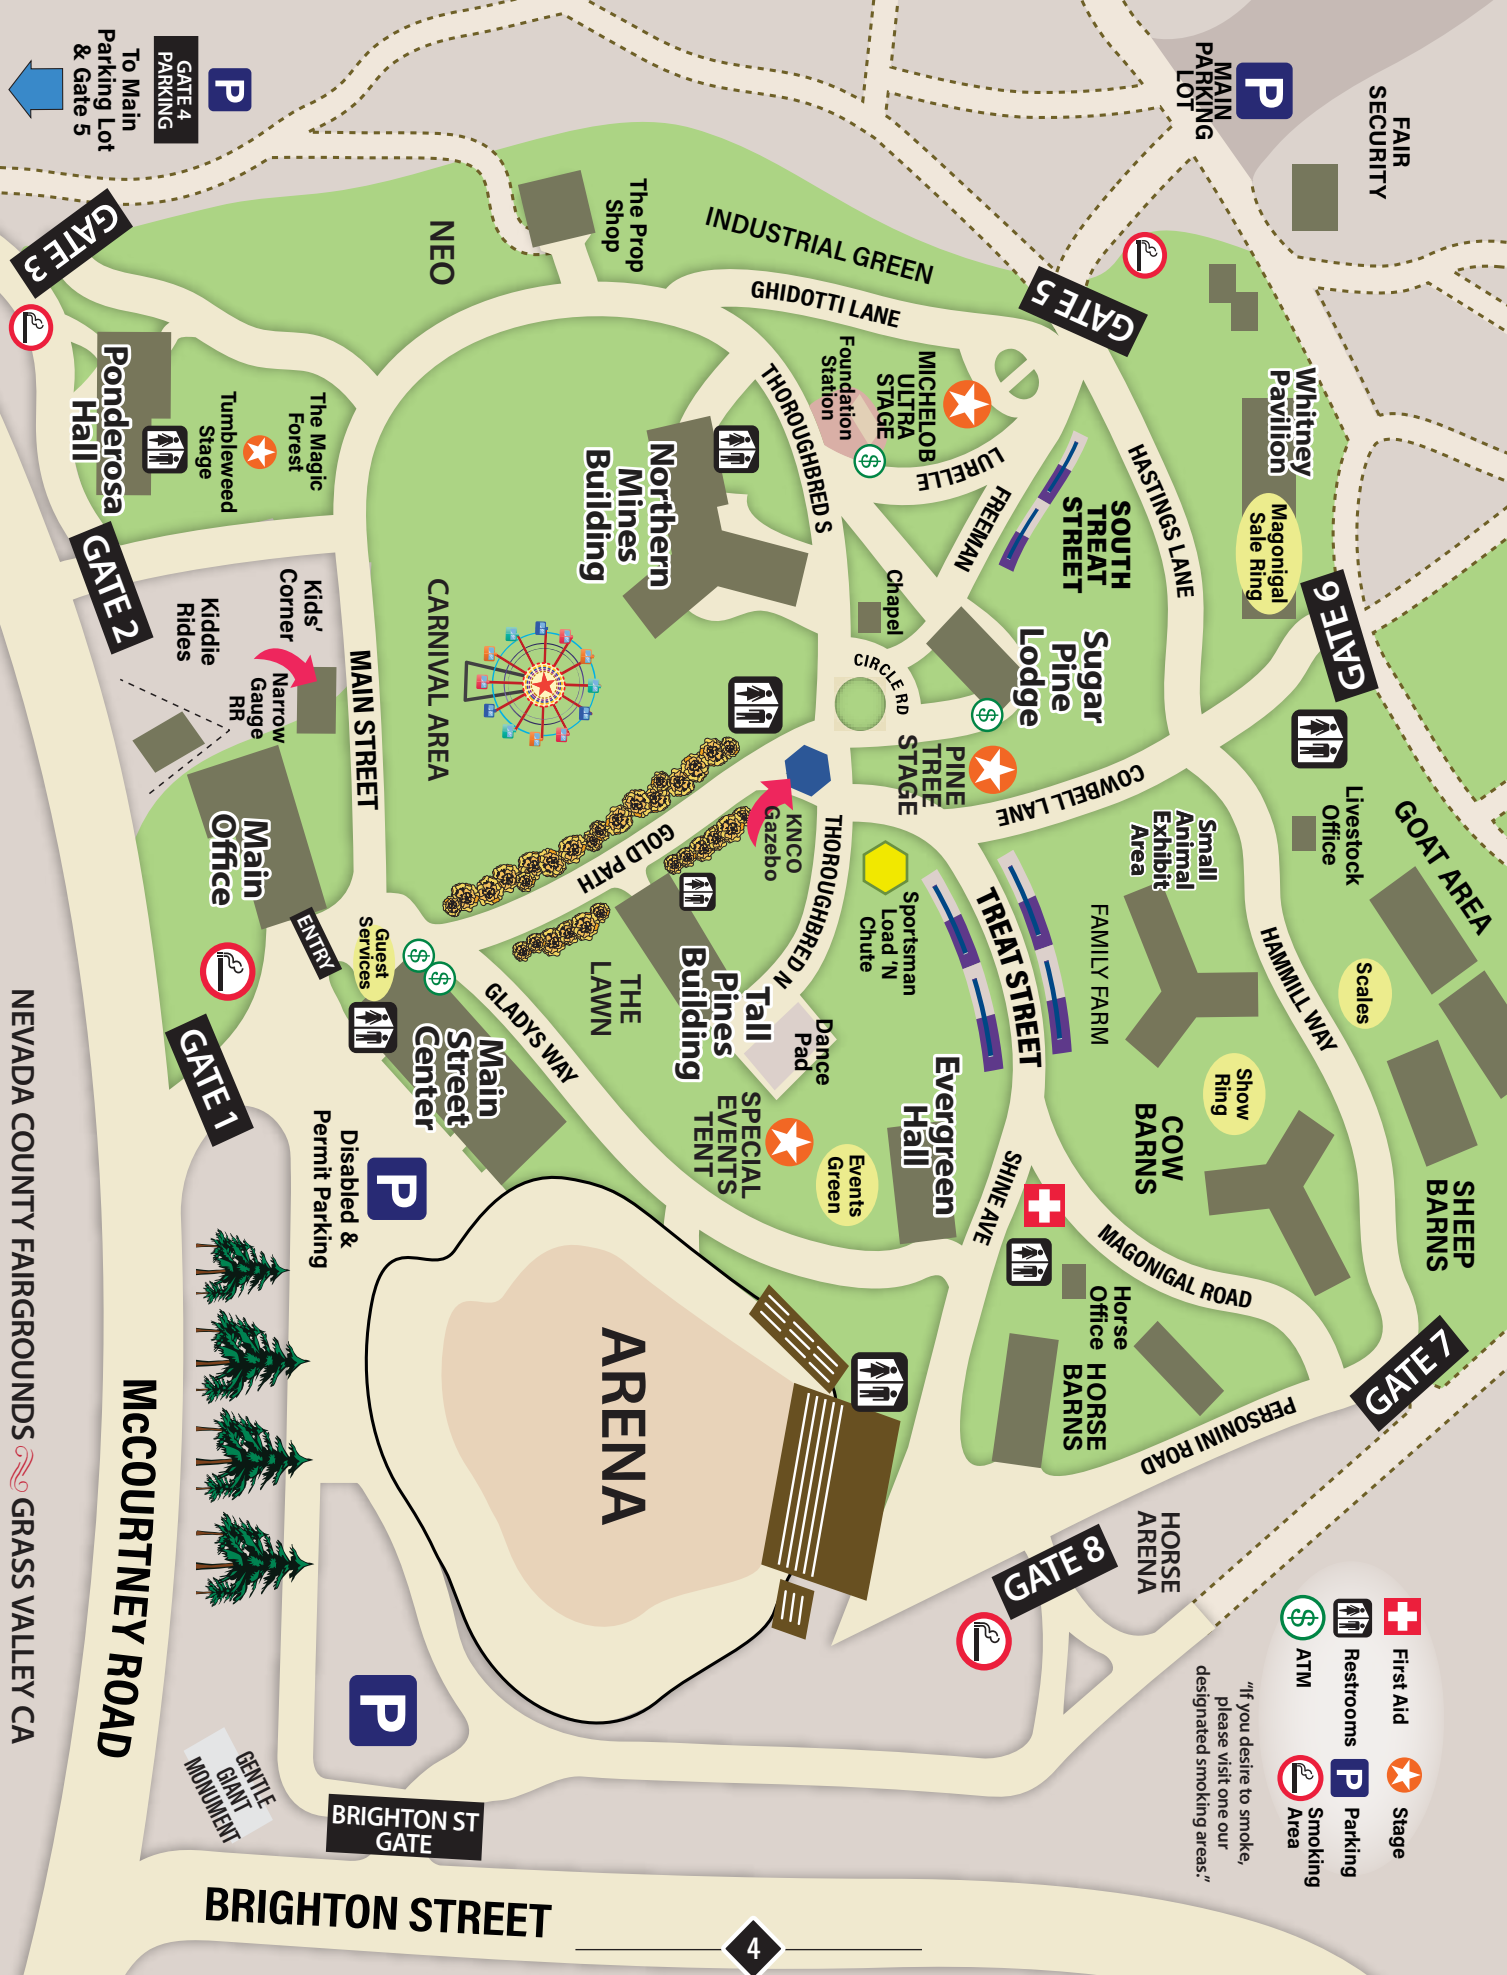 FAIR
SECURITY
P
MAIN
PARKING
LOT
P
GATE 4
PARKING
To Main
Parking Lot
& Gate 5
GATE 3
GATE 5
The Prop
Shop
NEO
INDUSTRIAL GREEN
GHIDOTTI LANE
Whitney
Pavilion
Magonigal
Sale Ring
GATE 6
HASTINGS LANE
SOUTH
TREAT
STREET
FREEMAN
LURELLE
MICHELOB
ULTRA
STAGE
Foundation
Station
$
THOROUGHBRED S
Northern
Mines
Building
The Magic
Forest
Tumbleweed
Stage
Ponderosa
Hall
GATE 2
Kids'
Corner
Kiddie
Rides
Narrow
Gauge
RR
MAIN STREET
CARNIVAL AREA
Chapel
CIRCLE RD
Sugar
Pine
Lodge
$
PINE
TREE
STAGE
COWBELL LANE
Livestock
Office
GOAT AREA
Small
Animal
Exhibit
Area
FAMILY FARM
HAMMILL WAY
Scales
Show
Ring
COW
BARNS
SHEEP
BARNS
GATE 7
KNCO
Gazebo
GOLD PATH
THOROUGHBRED N
Sportsman
Load 'N
Chute
TREAT STREET
Main
Office
ENTRY
Guest
Services
$
$
Main
Street
Center
GLADYS WAY
THE
LAWN
Tall
Pines
Building
Dance
Pad
SPECIAL
EVENTS
TENT
Events
Green
Evergreen
Hall
SHINE AVE
MAGONIGAL ROAD
Horse
Office
HORSE
BARNS
PERSONINI ROAD
HORSE
ARENA
GATE 8
GATE 1
P
Disabled &
Permit Parking
ARENA
P
First Aid
Restrooms
$
ATM
Stage
P
Parking
Smoking
Area
"If you desire to smoke,
please visit one our
designated smoking areas."
GENTLE
GIANT
MONUMENT
BRIGHTON ST
GATE
McCOURTNEY ROAD
BRIGHTON STREET
NEVADA COUNTY FAIRGROUNDS GRASS VALLEY CA
4